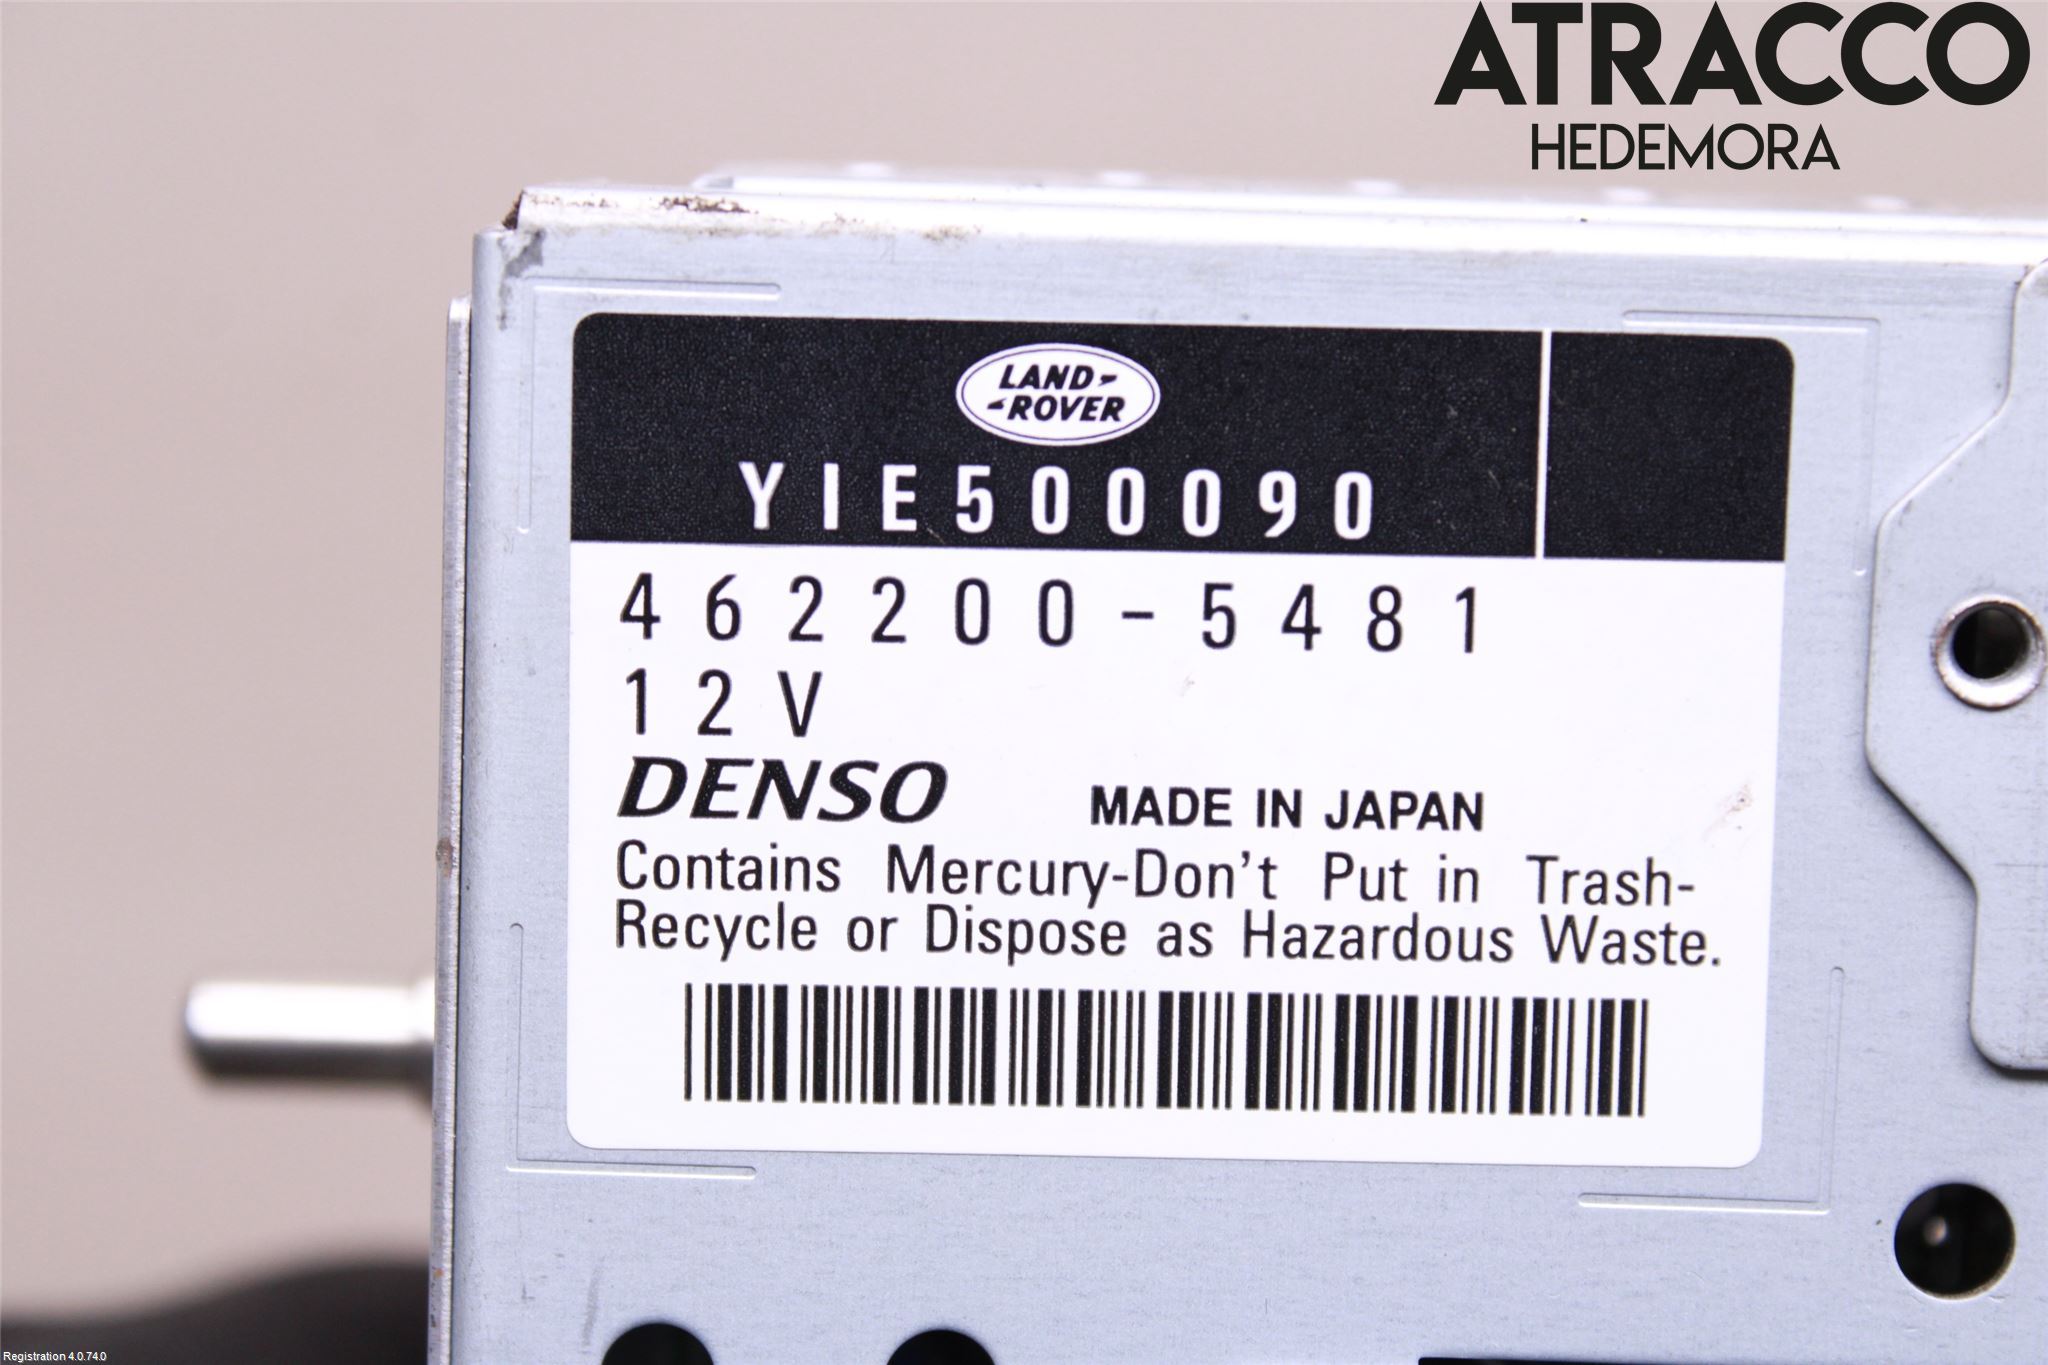 ATRACCO
HEDEMORA
LAND-
-ROVER
YIE500090
462200-5481
12V
DENSO MADE IN JAPAN
Contains Mercury-Don't Put in Trash-
Recycle or Dispose as Hazardous Waste.
Registration 4.0.74.0